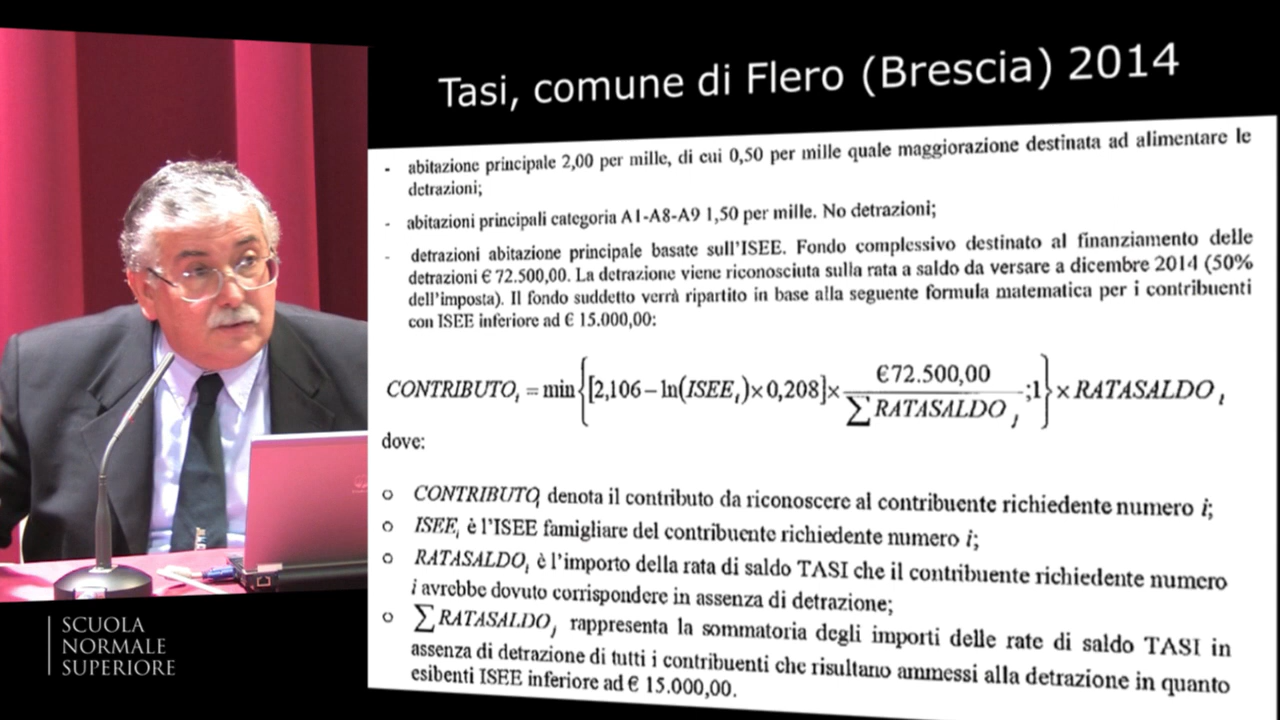 Tasi, comune di Flero (Brescia) 2014
- abitazione principale 2,00 per mille, di cui 0,50 per mille quale maggiorazione destinata ad alimentare le
detrazioni;
- abitazioni principali categoria A1-A8-A9 1,50 per mille. No detrazioni;
- detrazioni abitazione principale basate sull'ISEE. Fondo complessivo destinato al finanziamento delle
detrazioni € 72.500,00. La detrazione viene riconosciuta sulla rata a saldo da versare a dicembre 2014 (50%
dell'imposta). Il fondo suddetto verrà ripartito in base alla seguente formula matematica per i contribuenti
con ISEE inferiore ad € 15.000,00:
CONTRIBUTO_i = min{[2,106 – ln(ISEE_i) × 0,208] × €72.500,00 / ∑RATASALDO_j ;1} × RATASALDO_i
dove:
o CONTRIBUTO_i denota il contributo da riconoscere al contribuente richiedente numero i;
o ISEE_i è l'ISEE famigliare del contribuente richiedente numero i;
o RATASALDO_i è l'importo della rata di saldo TASI che il contribuente richiedente numero
i avrebbe dovuto corrispondere in assenza di detrazione;
o ∑RATASALDO_j rappresenta la sommatoria degli importi delle rate di saldo TASI in
assenza di detrazione di tutti i contribuenti che risultano ammessi alla detrazione in quanto
esibenti ISEE inferiore ad € 15.000,00.
SCUOLA
NORMALE
SUPERIORE